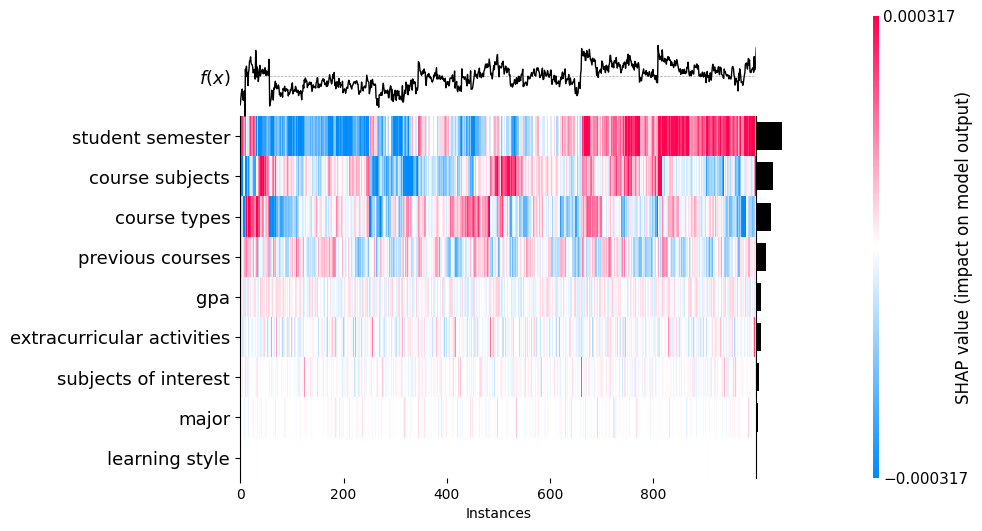 0.000317
f(x)
student semester
course subjects
course types
previous courses
gpa
extracurricular activities
subjects of interest
major
learning style
0 200 400 600 800
Instances
SHAP value (impact on model output)
−0.000317